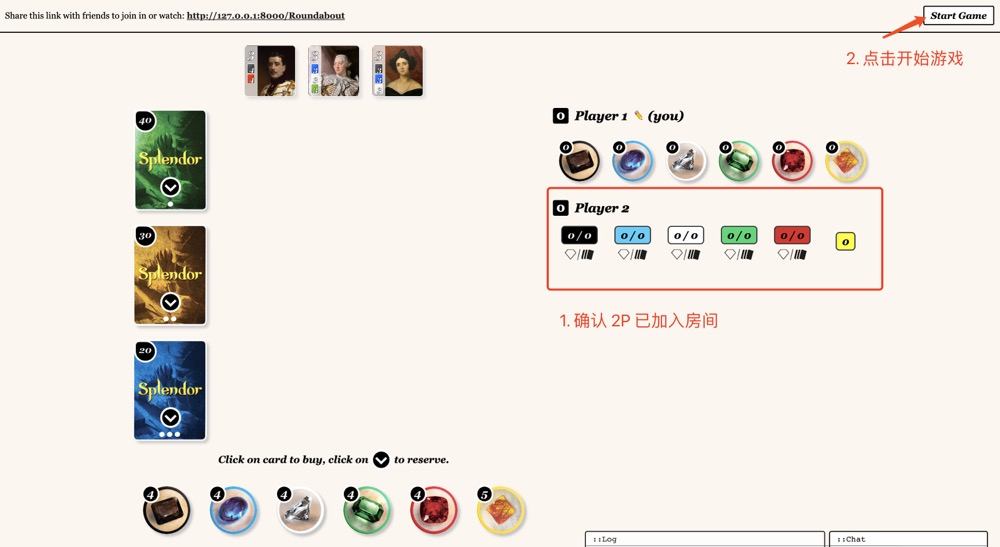 Share this link with friends to join in or watch: http://127.0.0.1:8000/Roundabout
Start Game
2. 点击开始游戏
0 Player 1 ✏️ (you)
40
Splendor
0 0 0 0 0 0
0 Player 2
0/0 0/0 0/0 0/0 0/0 0
30
Splendor
1. 确认 2P 已加入房间
20
Splendor
Click on card to buy, click on to reserve.
4 4 4 4 4 5
::Log
::Chat